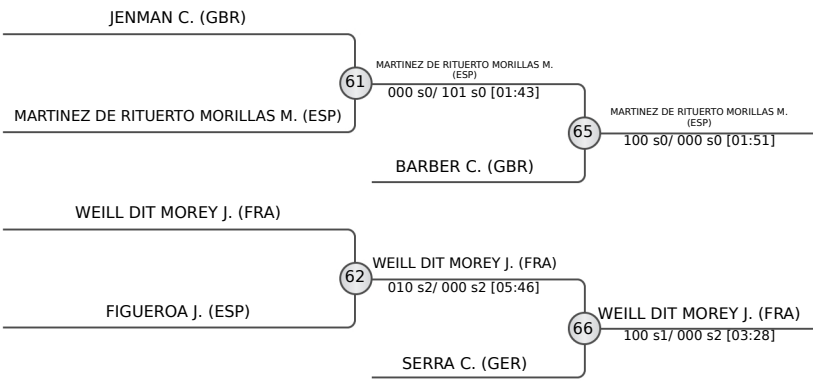 JENMAN C. (GBR)
61
MARTINEZ DE RITUERTO MORILLAS M.
(ESP)
000 s0/ 101 s0 [01:43]
MARTINEZ DE RITUERTO MORILLAS M. (ESP)
65
MARTINEZ DE RITUERTO MORILLAS M.
(ESP)
100 s0/ 000 s0 [01:51]
BARBER C. (GBR)
WEILL DIT MOREY J. (FRA)
62
WEILL DIT MOREY J. (FRA)
010 s2/ 000 s2 [05:46]
FIGUEROA J. (ESP)
66
WEILL DIT MOREY J. (FRA)
100 s1/ 000 s2 [03:28]
SERRA C. (GER)